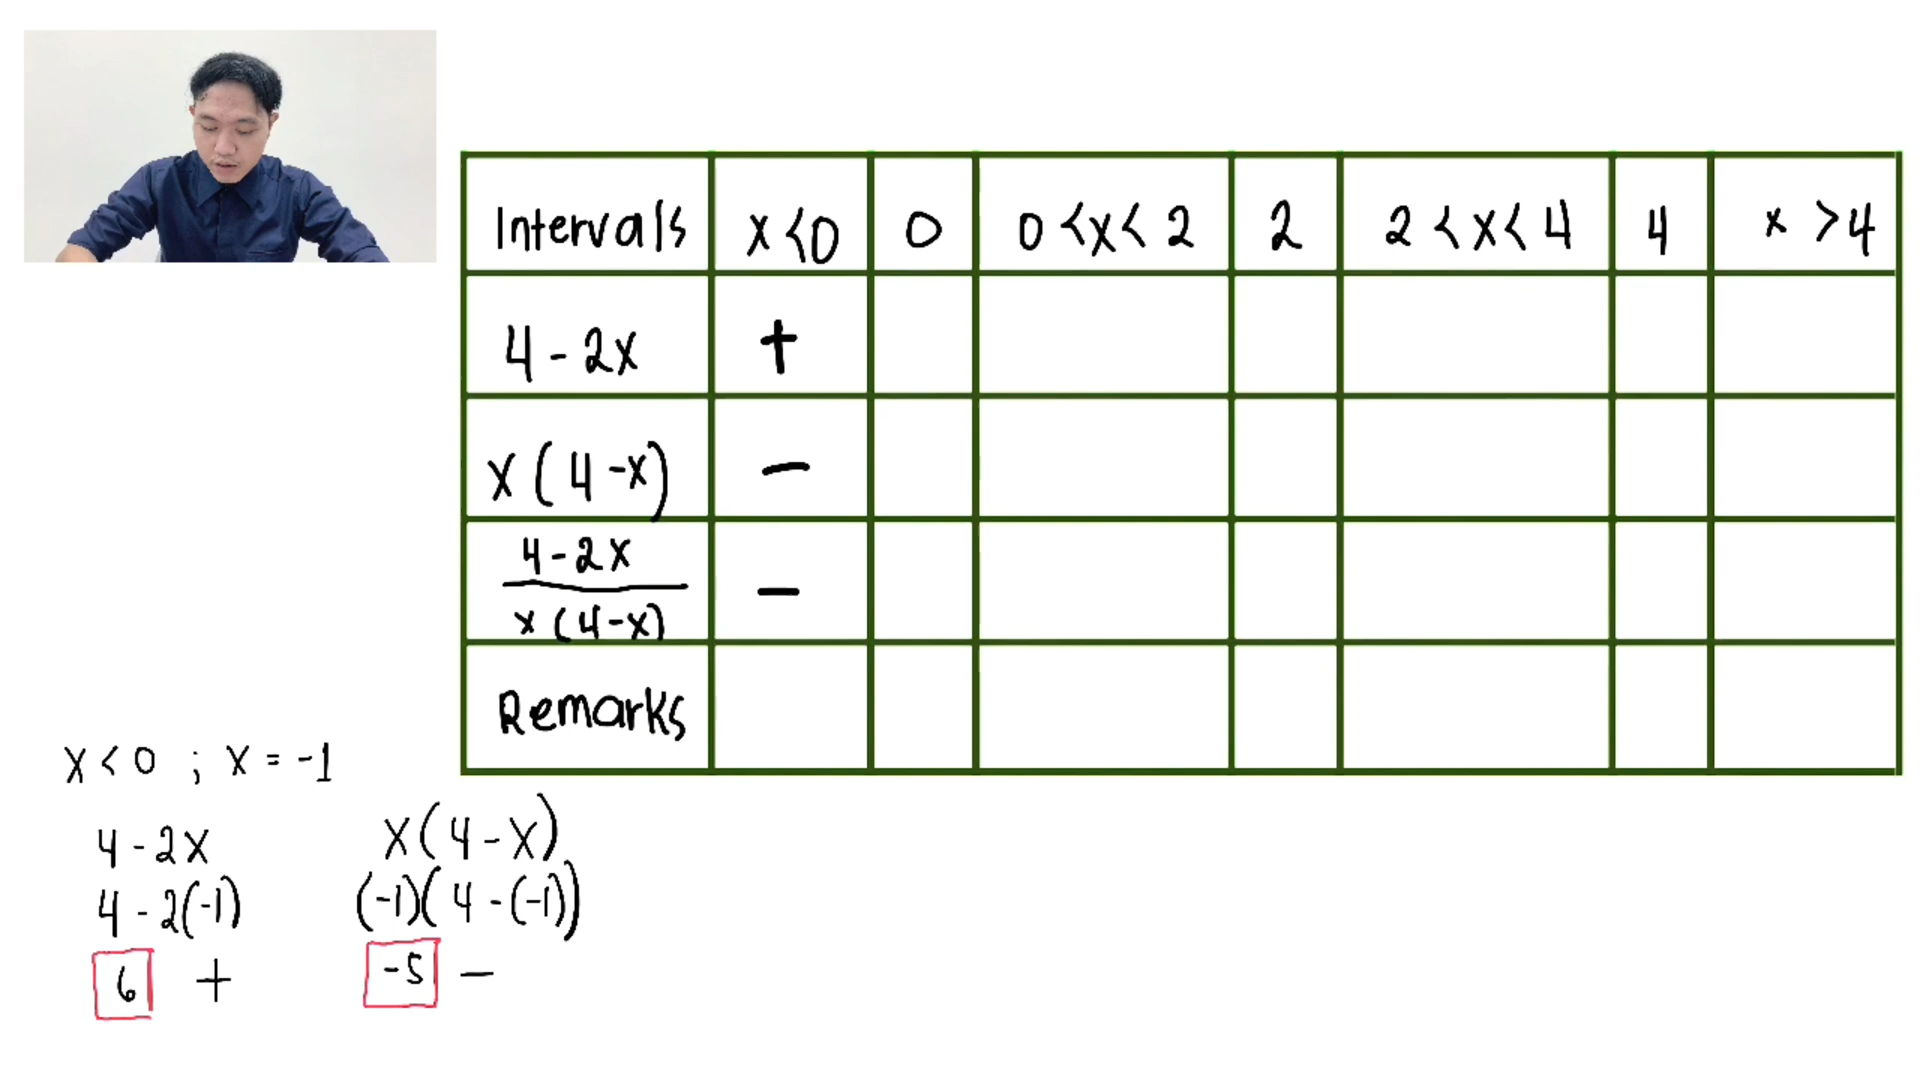 Intervals x<0 0 0<x<2 2 2<x<4 4 x>4
4-2x +
x(4-x) -
4-2x
x(4-x) -
Remarks
x<0 ; x=-1
4-2x x(4-x)
4-2(-1) (-1)(4-(-1))
6 + -5 -